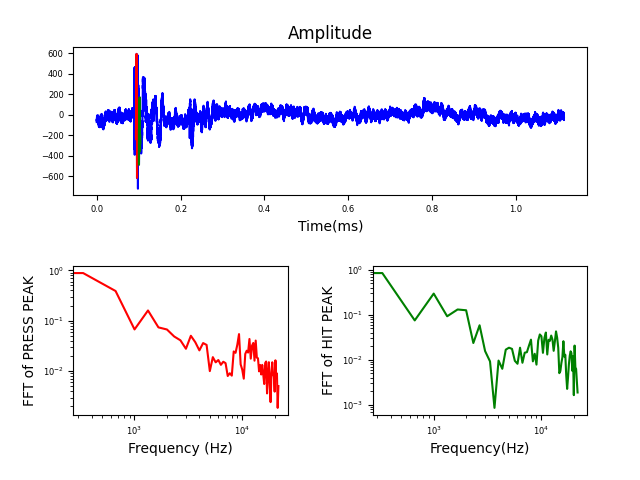 Amplitude
600
400
200
0
−200
−400
−600
0.0 0.2 0.4 0.6 0.8 1.0
Time(ms)
FFT of PRESS PEAK
10⁰
10⁻¹
10⁻²
10³ 10⁴
Frequency (Hz)
FFT of HIT PEAK
10⁰
10⁻¹
10⁻²
10⁻³
10³ 10⁴
Frequency(Hz)